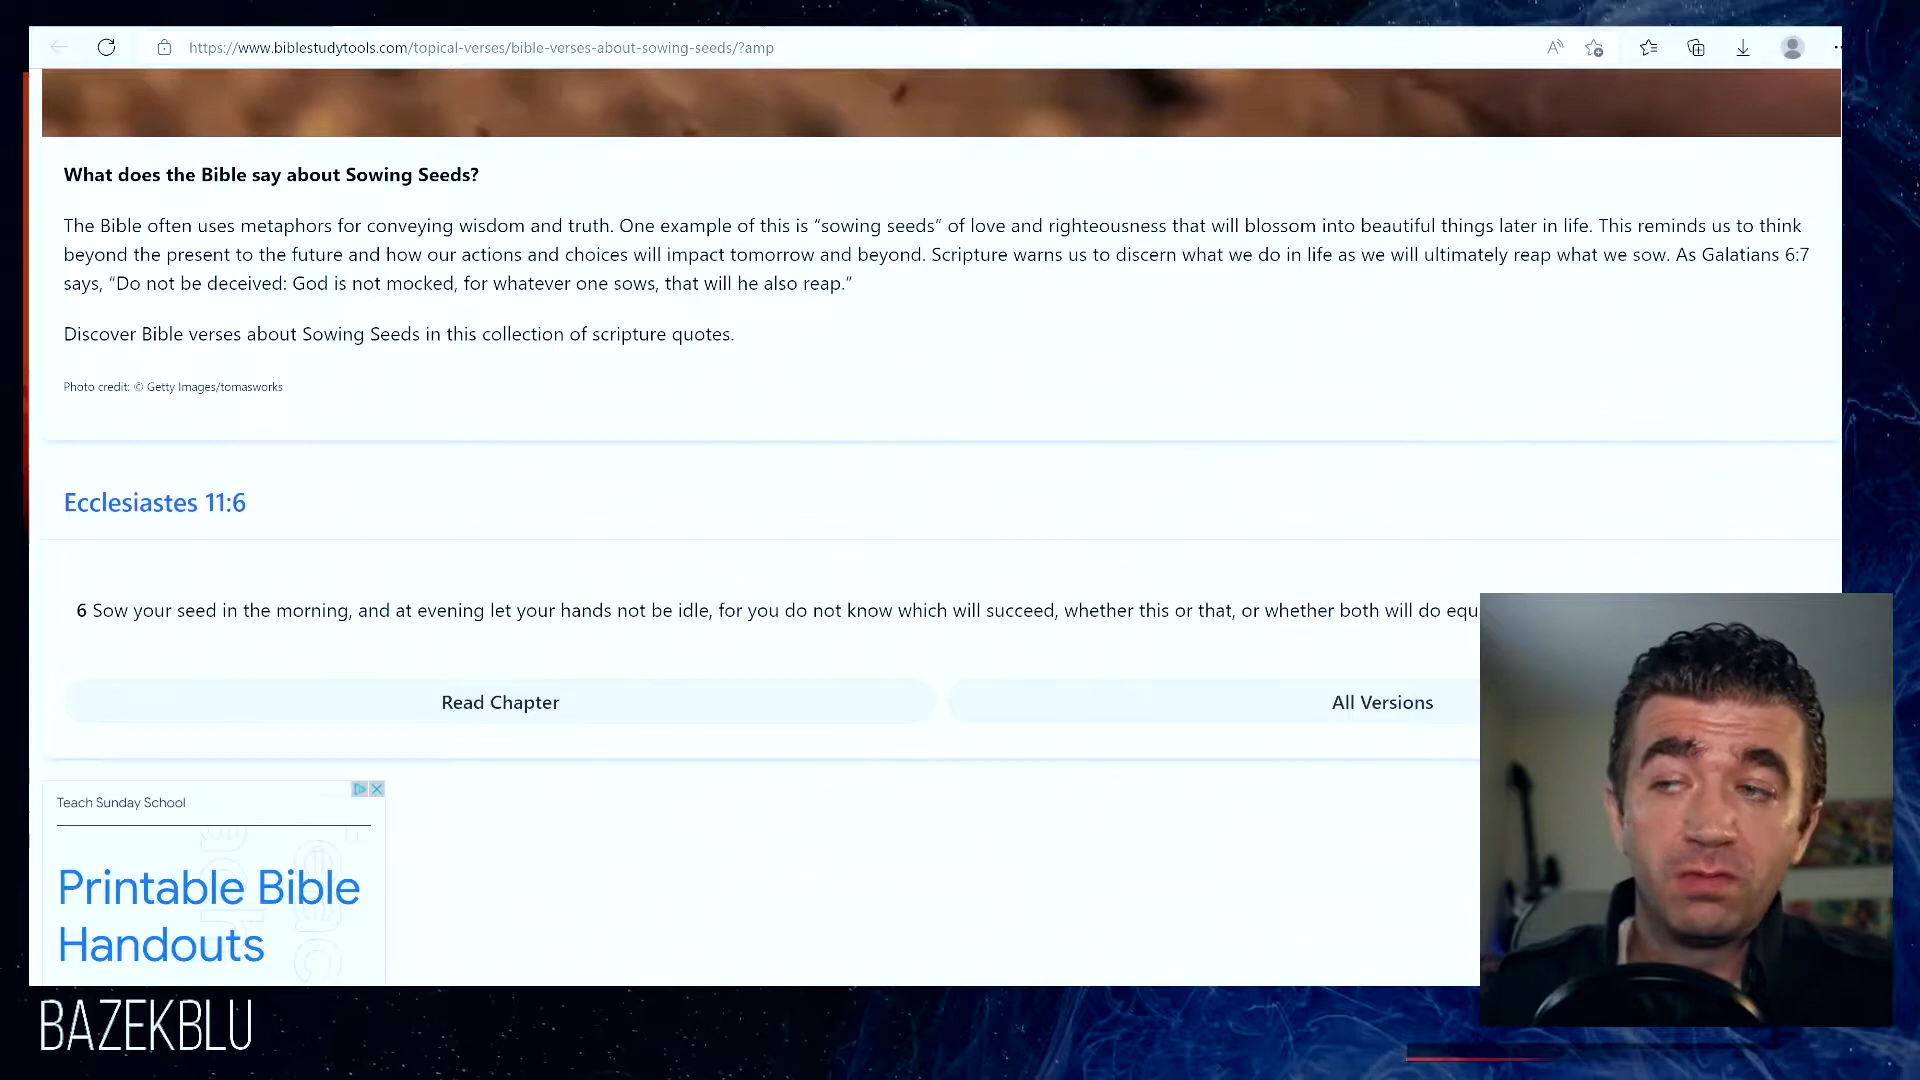 https://www.biblestudytools.com/topical-verses/bible-verses-about-sowing-seeds/?amp
What does the Bible say about Sowing Seeds?
The Bible often uses metaphors for conveying wisdom and truth. One example of this is “sowing seeds” of love and righteousness that will blossom into beautiful things later in life. This reminds us to think
beyond the present to the future and how our actions and choices will impact tomorrow and beyond. Scripture warns us to discern what we do in life as we will ultimately reap what we sow. As Galatians 6:7
says, “Do not be deceived: God is not mocked, for whatever one sows, that will he also reap.”
Discover Bible verses about Sowing Seeds in this collection of scripture quotes.
Photo credit: © Getty Images/tomasworks
Ecclesiastes 11:6
6 Sow your seed in the morning, and at evening let your hands not be idle, for you do not know which will succeed, whether this or that, or whether both will do equ
Read Chapter
All Versions
Teach Sunday School
Printable Bible
Handouts
BAZEKBLU